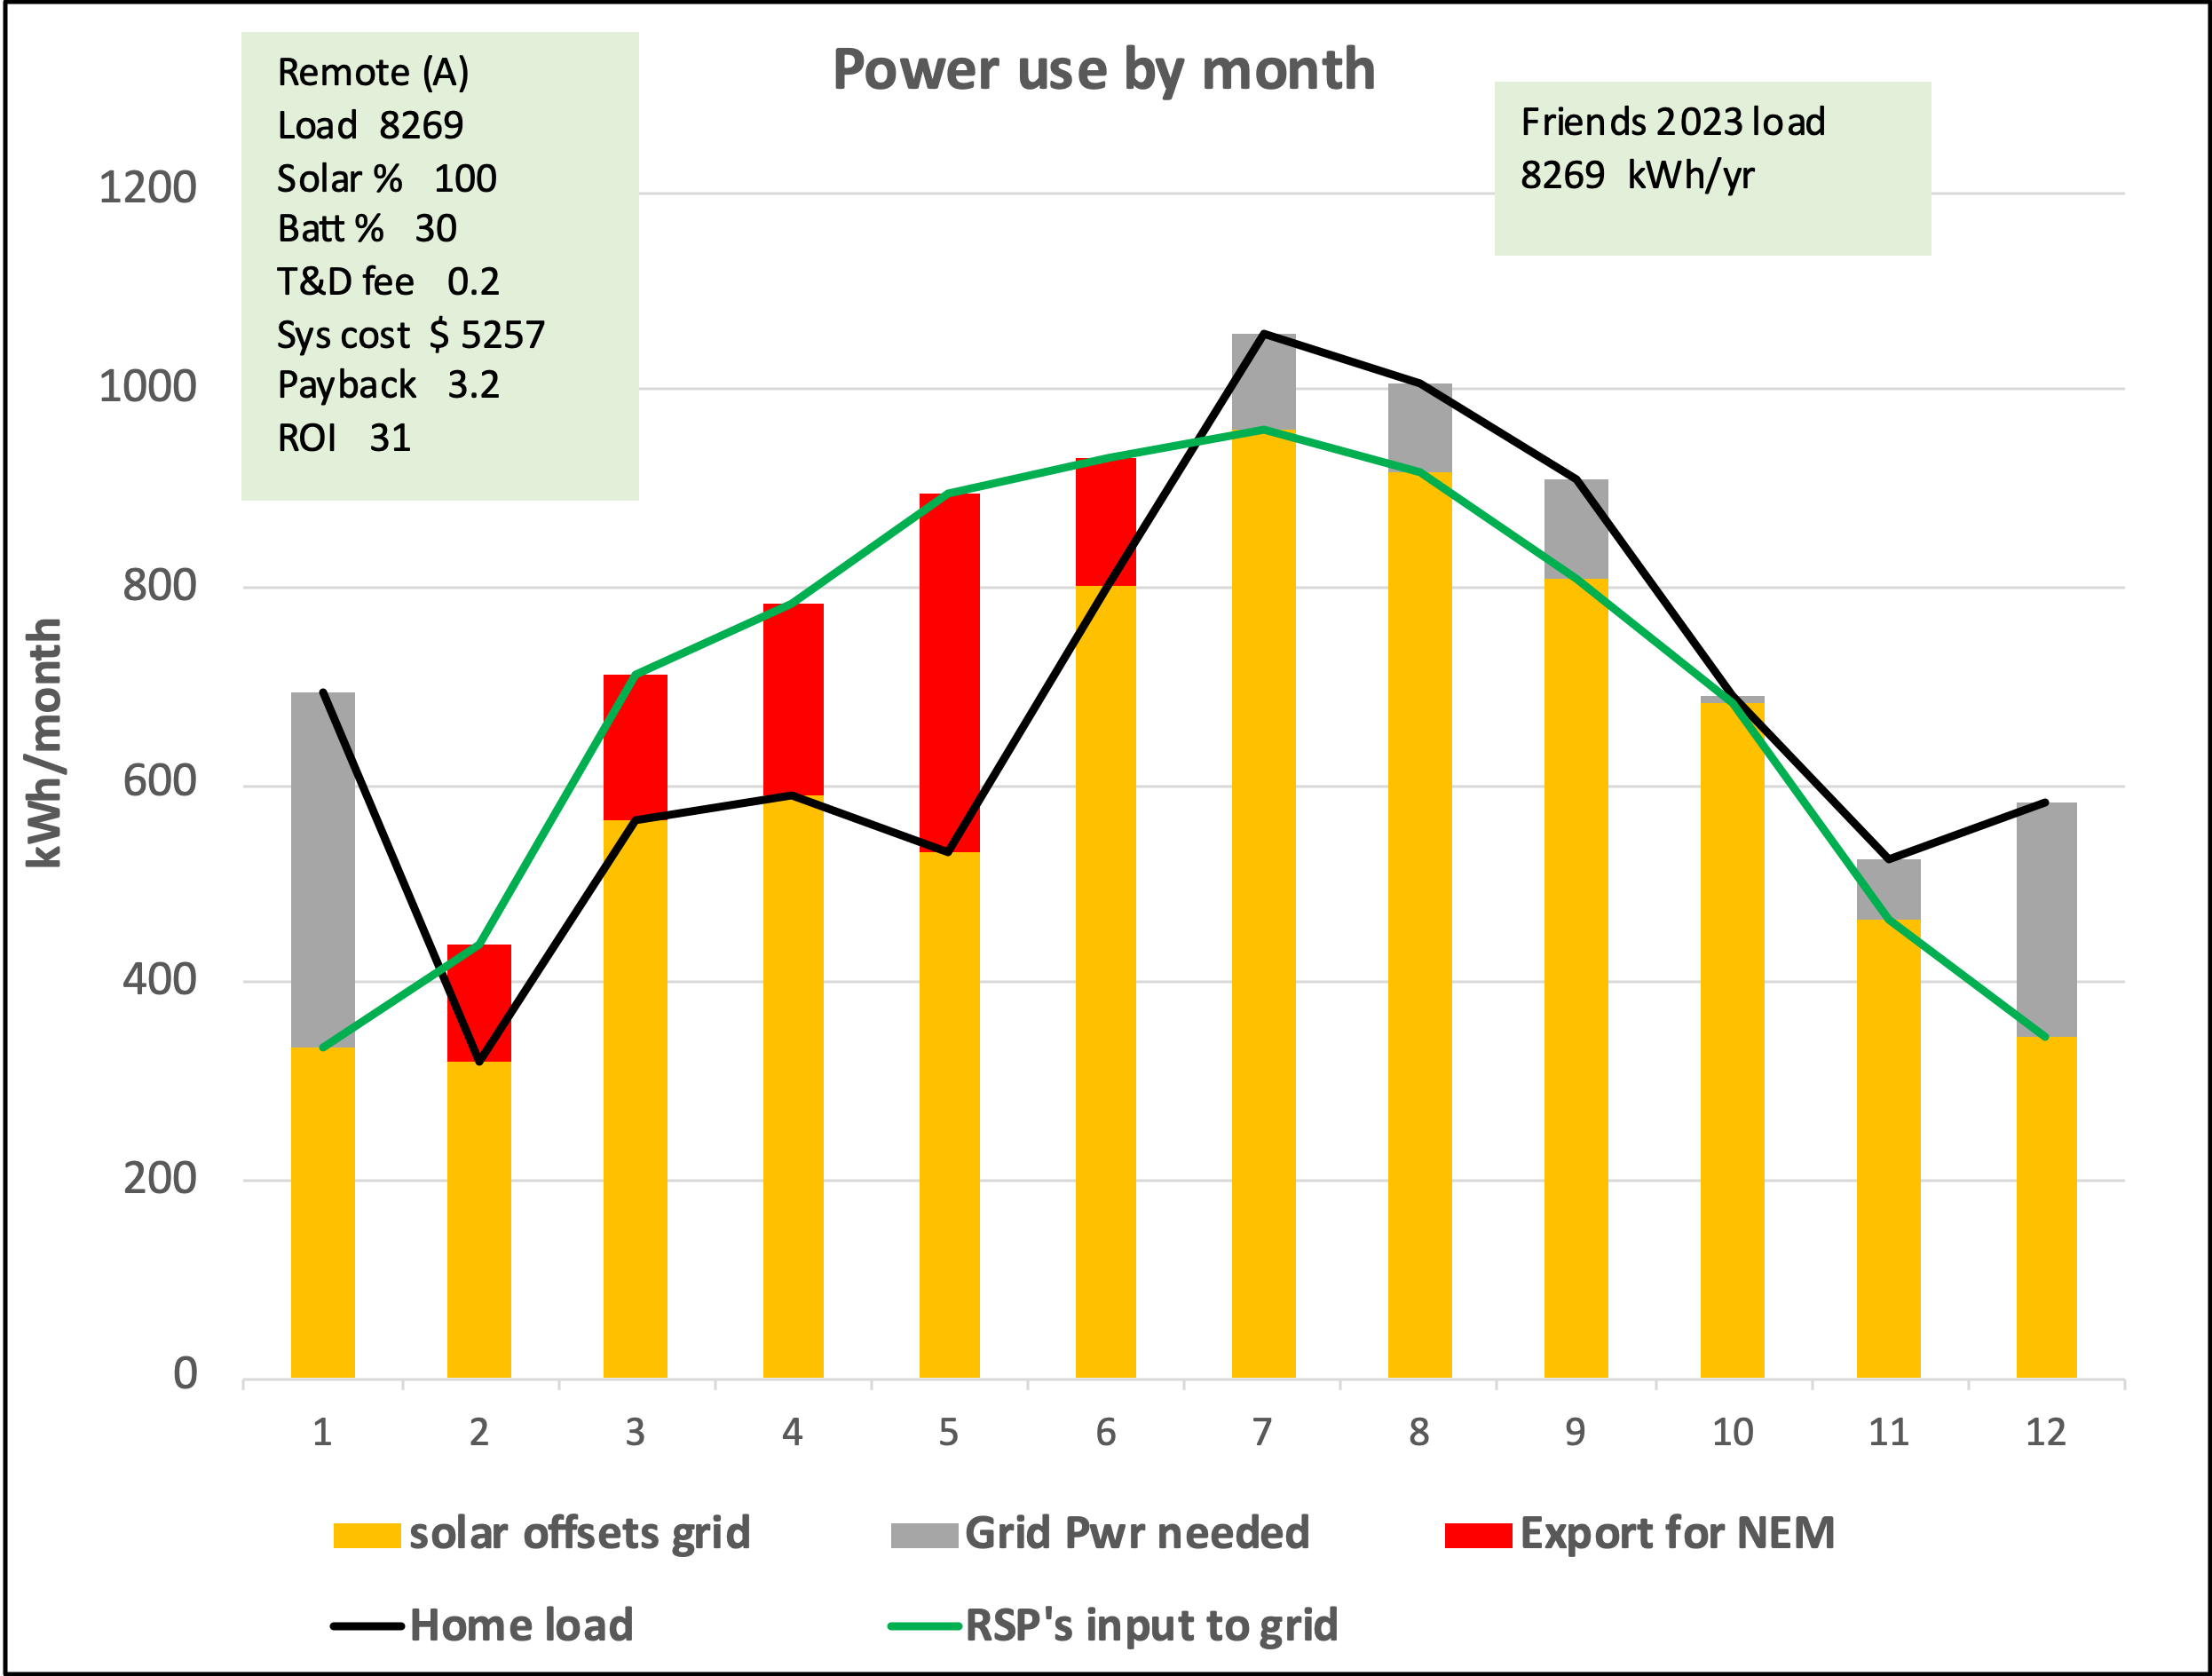 Power use by month
Remote (A)
Load 8269
Solar % 100
Batt % 30
T&D fee 0.2
Sys cost $ 5257
Payback 3.2
ROI 31
Friends 2023 load
8269 kWh/yr
kWh/month
1200
1000
800
600
400
200
0
1 2 3 4 5 6 7 8 9 10 11 12
solar offsets grid Grid Pwr needed Export for NEM
Home load RSP's input to grid